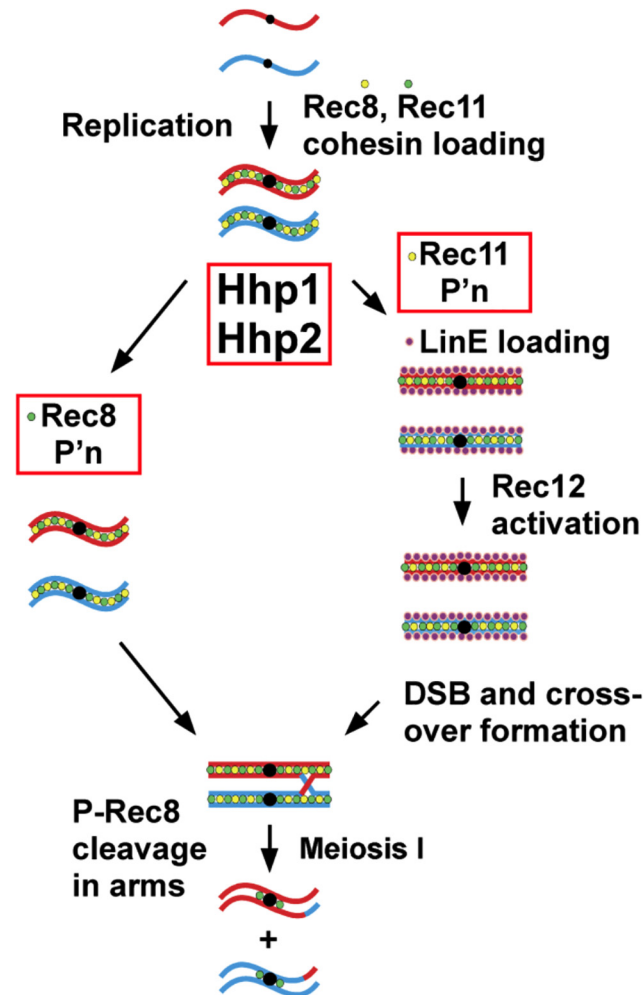 Replication
Rec8, Rec11
cohesin loading
Hhp1
Hhp2
Rec11
P'n
LinE loading
Rec8
P'n
Rec12
activation
DSB and cross-
over formation
P-Rec8
cleavage
in arms
Meiosis I
+